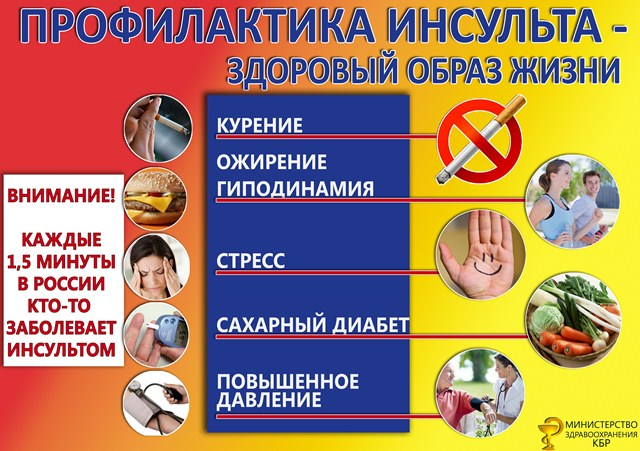 ПРОФИЛАКТИКА ИНСУЛЬТА -
ЗДОРОВЫЙ ОБРАЗ ЖИЗНИ
ВНИМАНИЕ!
КАЖДЫЕ
1,5 МИНУТЫ
В РОССИИ
КТО-ТО
ЗАБОЛЕВАЕТ
ИНСУЛЬТОМ
КУРЕНИЕ
ОЖИРЕНИЕ
ГИПОДИНАМИЯ
СТРЕСС
САХАРНЫЙ ДИАБЕТ
ПОВЫШЕННОЕ
ДАВЛЕНИЕ
МИНИСТЕРСТВО
ЗДРАВООХРАНЕНИЯ
КБР